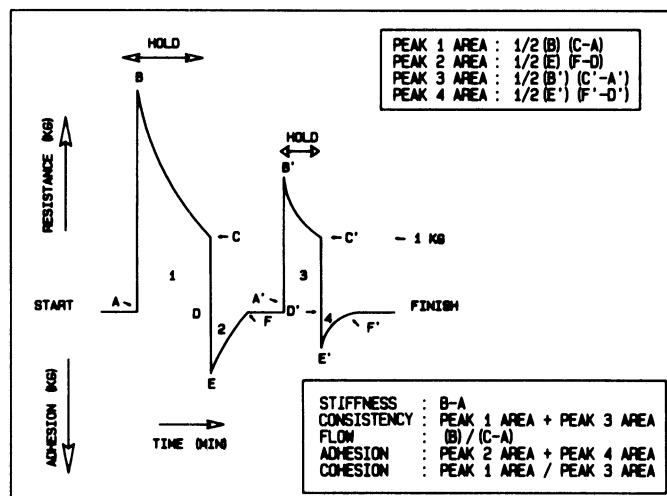 HOLD
B
PEAK 1 AREA : 1/2(B) (C-A)
PEAK 2 AREA : 1/2(E) (F-D)
PEAK 3 AREA : 1/2(B') (C'-A')
PEAK 4 AREA : 1/2(E') (F'-D')
RESISTANCE (KG)
HOLD
B'
C
C'
1 KG
1
3
START
A
D
A'
D'
FINISH
2
F
4
F'
E
E'
ADHESION (KG)
TIME (MIN)
STIFFNESS : B-A
CONSISTENCY : PEAK 1 AREA + PEAK 3 AREA
FLOW : (B)/(C-A)
ADHESION : PEAK 2 AREA + PEAK 4 AREA
COHESION : PEAK 1 AREA / PEAK 3 AREA